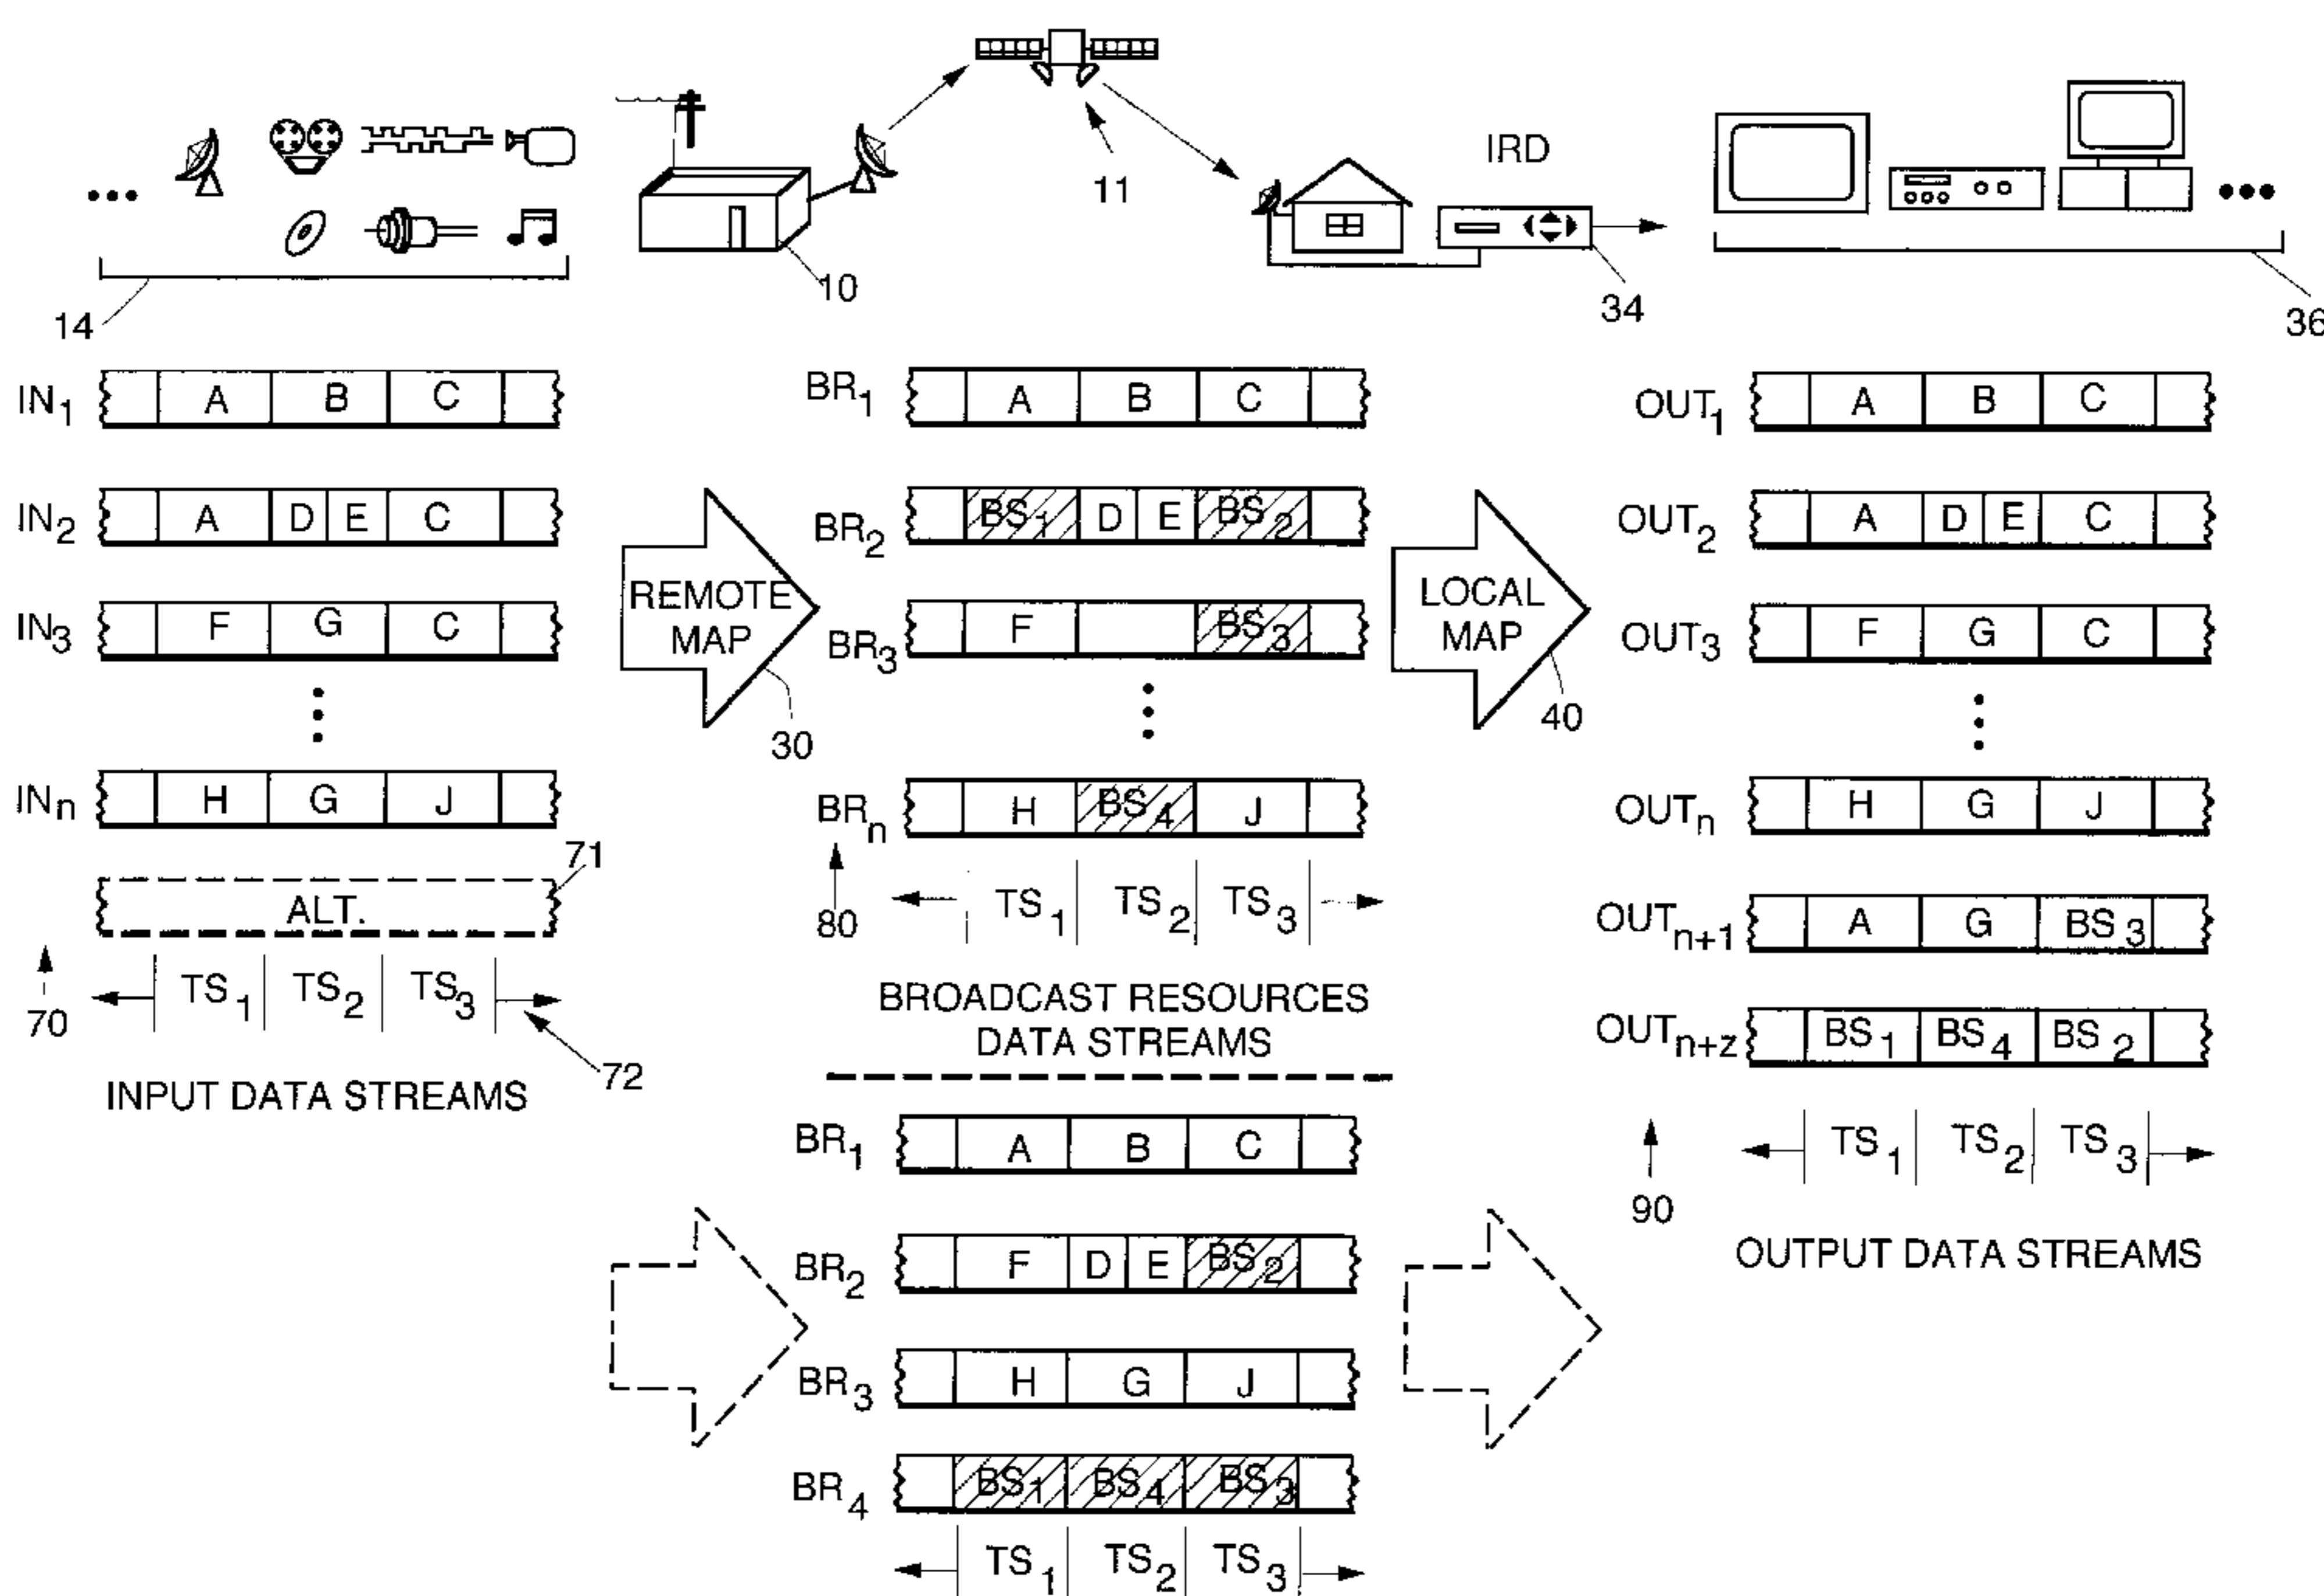 IRD
11
10
34
14
36
IN1 A B C
IN2 A D E C
IN3 F G C
INn H G J
ALT.
71
TS1 TS2 TS3
70
72
INPUT DATA STREAMS
REMOTE MAP
30
BR1 A B C
BR2 BS1 D E BS2
BR3 F BS3
BRn H BS4 J
80
TS1 TS2 TS3
BROADCAST RESOURCES
DATA STREAMS
BR1 A B C
BR2 F D E BS2
BR3 H G J
BR4 BS1 BS4 BS3
TS1 TS2 TS3
LOCAL MAP
40
OUT1 A B C
OUT2 A D E C
OUT3 F G C
OUTn H G J
OUTn+1 A G BS3
OUTn+z BS1 BS4 BS2
TS1 TS2 TS3
90
OUTPUT DATA STREAMS